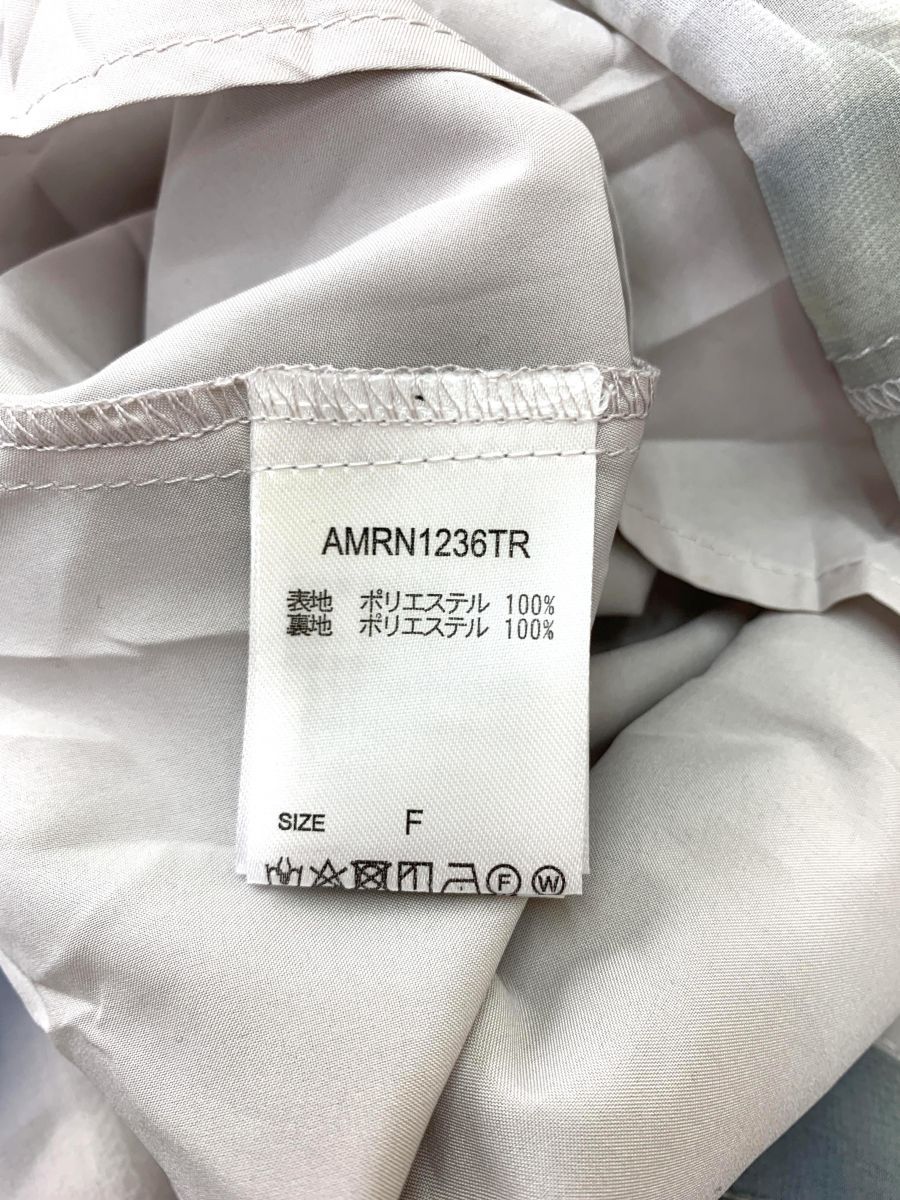 AMRN1236TR
表地 ポリエステル 100%
裏地 ポリエステル 100%
SIZE F
F W